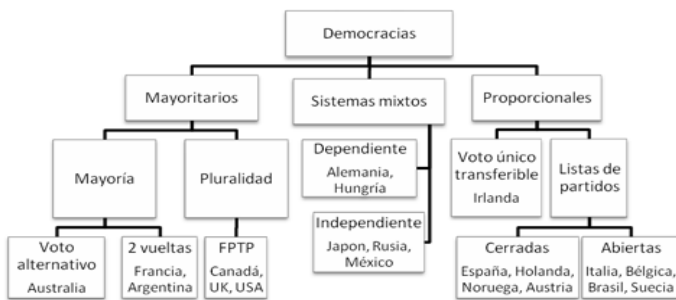 Democracias
Mayoritarios
Sistemas mixtos
Proporcionales
Mayoría
Pluralidad
Dependiente
Alemania,
Hungría
Independiente
Japon, Rusia,
México
Voto único
transferible
Irlanda
Listas de
partidos
Voto
alternativo
Australia
2 vueltas
Francia,
Argentina
FPTP
Canadá,
UK, USA
Cerradas
España, Holanda,
Noruega, Austria
Abiertas
Italia, Bélgica,
Brasil, Suecia